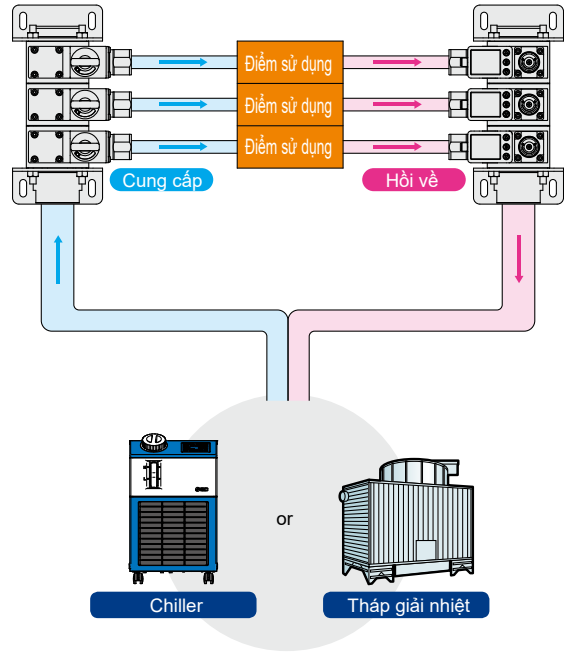 Điểm sử dụng
Điểm sử dụng
Điểm sử dụng
Cung cấp
Hồi về
or
Chiller
Tháp giải nhiệt